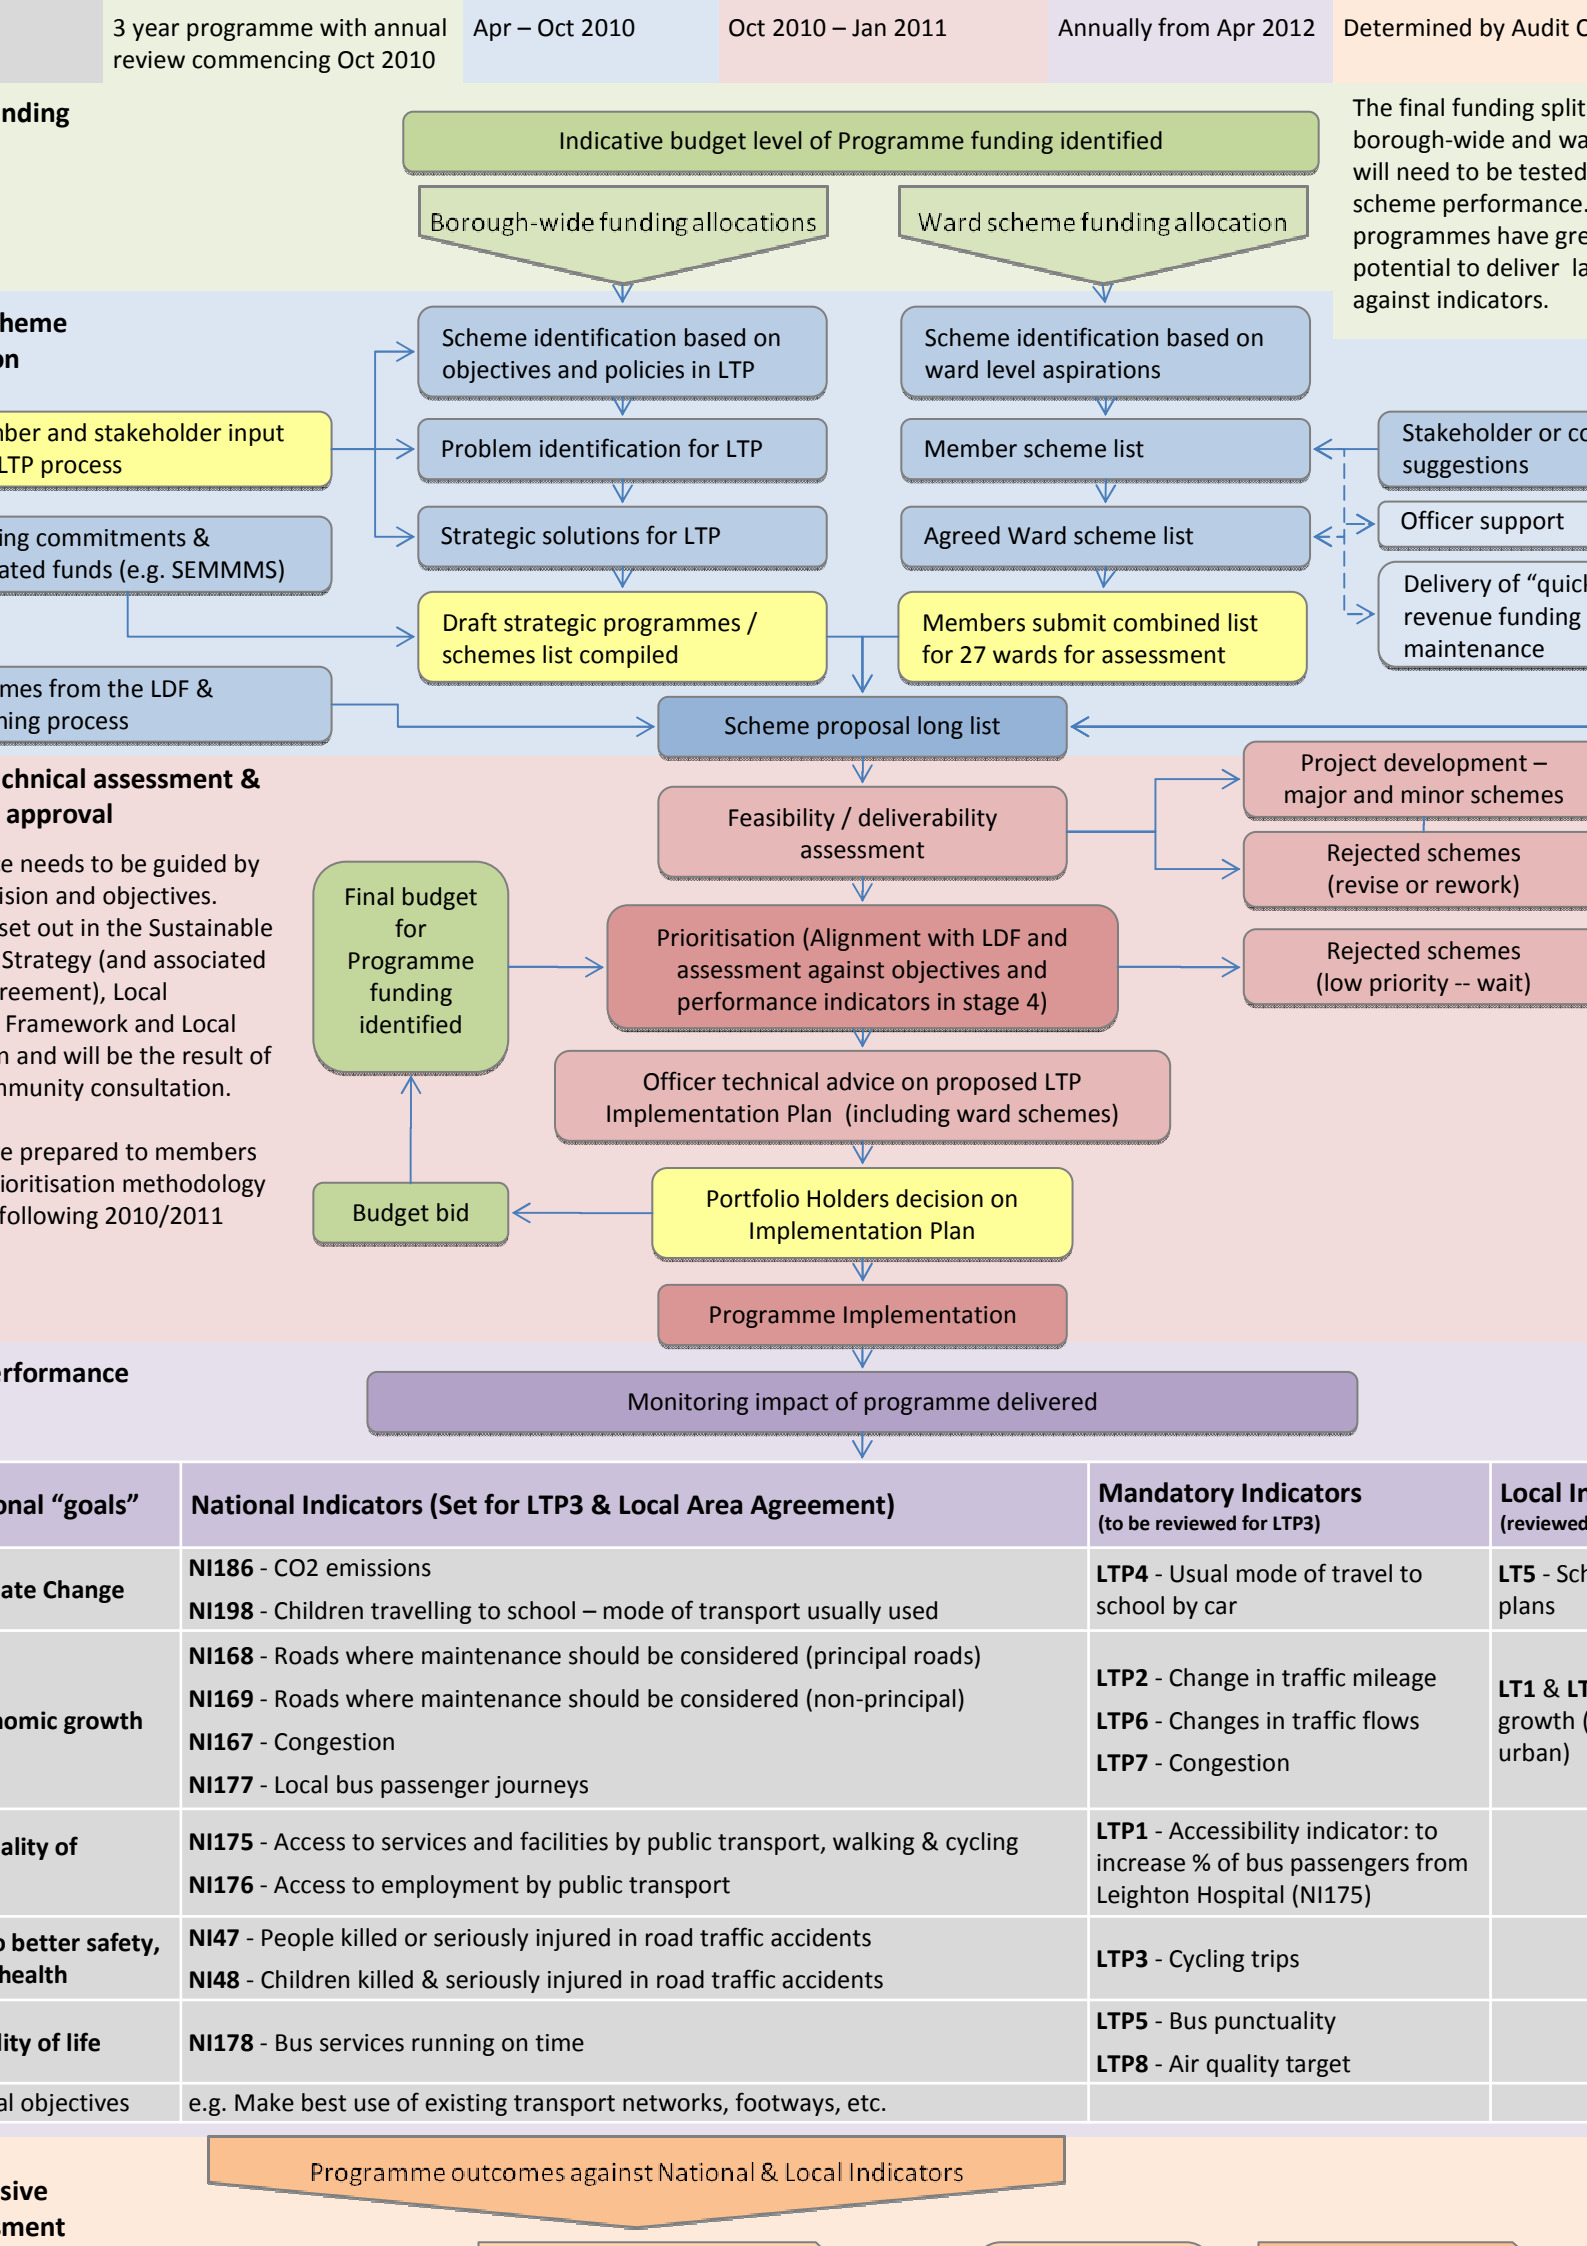 3 year programme with annual
review commencing Oct 2010
Apr – Oct 2010
Oct 2010 – Jan 2011
Annually from Apr 2012
Determined by Audit
nding
Indicative budget level of Programme funding identified
Borough-wide funding allocations
Ward scheme funding allocation
The final funding split
borough-wide and wa
will need to be tested
scheme performance.
programmes have gre
potential to deliver la
against indicators.
heme
on
Scheme identification based on
objectives and policies in LTP
Scheme identification based on
ward level aspirations
nber and stakeholder input
LTP process
Problem identification for LTP
Member scheme list
Stakeholder or co
suggestions
ing commitments &
ated funds (e.g. SEMMMS)
Strategic solutions for LTP
Agreed Ward scheme list
Officer support
Delivery of “quick
revenue funding
maintenance
Draft strategic programmes /
schemes list compiled
Members submit combined list
for 27 wards for assessment
mes from the LDF &
ning process
Scheme proposal long list
chnical assessment &
approval
Feasibility / deliverability
assessment
Project development –
major and minor schemes
Rejected schemes
(revise or rework)
e needs to be guided by
ision and objectives.
set out in the Sustainable
Strategy (and associated
reement), Local
Framework and Local
n and will be the result of
mmunity consultation.
Final budget
for
Programme
funding
identified
Prioritisation (Alignment with LDF and
assessment against objectives and
performance indicators in stage 4)
Rejected schemes
(low priority -- wait)
Officer technical advice on proposed LTP
Implementation Plan (including ward schemes)
e prepared to members
ioritisation methodology
following 2010/2011
Budget bid
Portfolio Holders decision on
Implementation Plan
Programme Implementation
erformance
Monitoring impact of programme delivered
onal “goals”
National Indicators (Set for LTP3 & Local Area Agreement)
Mandatory Indicators
(to be reviewed for LTP3)
Local In
(reviewed
ate Change
NI186 - CO2 emissions
NI198 - Children travelling to school – mode of transport usually used
LTP4 - Usual mode of travel to
school by car
LT5 - Sch
plans
nomic growth
NI168 - Roads where maintenance should be considered (principal roads)
NI169 - Roads where maintenance should be considered (non-principal)
NI167 - Congestion
NI177 - Local bus passenger journeys
LTP2 - Change in traffic mileage
LTP6 - Changes in traffic flows
LTP7 - Congestion
LT1 & LT
growth (
urban)
ality of
NI175 - Access to services and facilities by public transport, walking & cycling
NI176 - Access to employment by public transport
LTP1 - Accessibility indicator: to
increase % of bus passengers from
Leighton Hospital (NI175)
o better safety,
health
NI47 - People killed or seriously injured in road traffic accidents
NI48 - Children killed & seriously injured in road traffic accidents
LTP3 - Cycling trips
lity of life
NI178 - Bus services running on time
LTP5 - Bus punctuality
LTP8 - Air quality target
al objectives
e.g. Make best use of existing transport networks, footways, etc.
Programme outcomes against National & Local Indicators
sive
sment